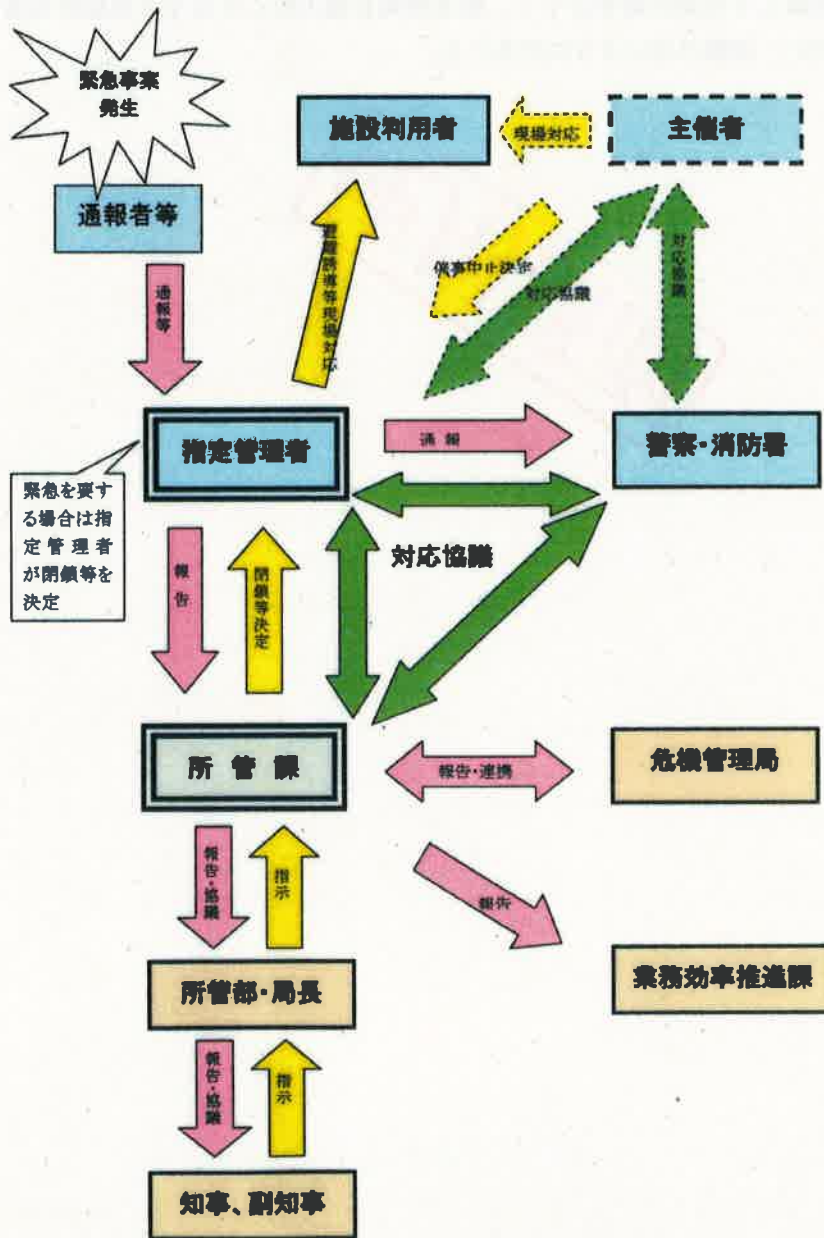 緊急事案
発生
通報者等
施設利用者
現場対応
主催者
通報等
避難誘導等現場対応
催事中止決定
対応協議
対応協議
指定管理者
通報
警察・消防署
緊急を要す
る場合は指
定管理者
が閉鎖等を
決定
報告
閉鎖等決定
対応協議
所管課
報告・連携
危機管理局
報告・協議
指示
報告
所管部・局長
業務効率推進課
報告・協議
指示
知事、副知事